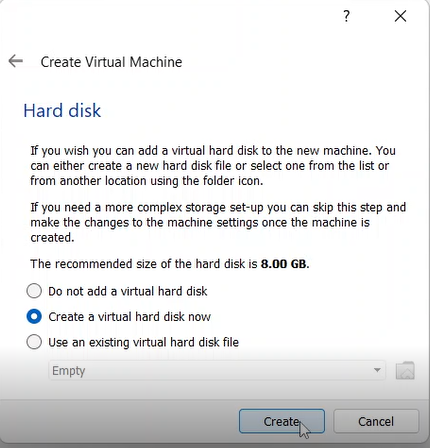 ?
Create Virtual Machine
Hard disk
If you wish you can add a virtual hard disk to the new machine. You
can either create a new hard disk file or select one from the list or
from another location using the folder icon.
If you need a more complex storage set-up you can skip this step and
make the changes to the machine settings once the machine is
created.
The recommended size of the hard disk is 8.00 GB.
Do not add a virtual hard disk
Create a virtual hard disk now
Use an existing virtual hard disk file
Empty
Create Cancel